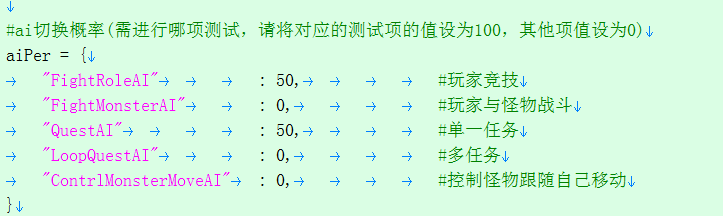 #ai切换概率(需进行哪项测试，请将对应的测试项的值设为100，其他项值设为0)
aiPer = {
"FightRoleAI" : 50, #玩家竞技
"FightMonsterAI" : 0, #玩家与怪物战斗
"QuestAI" : 50, #单一任务
"LoopQuestAI" : 0, #多任务
"ContrlMonsterMoveAI" : 0, #控制怪物跟随自己移动
}